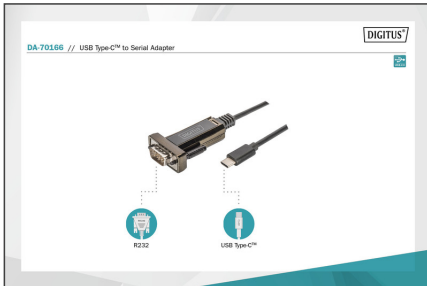 DIGITUS®
DA-70166 // USB Type-C™ to Serial Adapter
R232
USB Type-C™